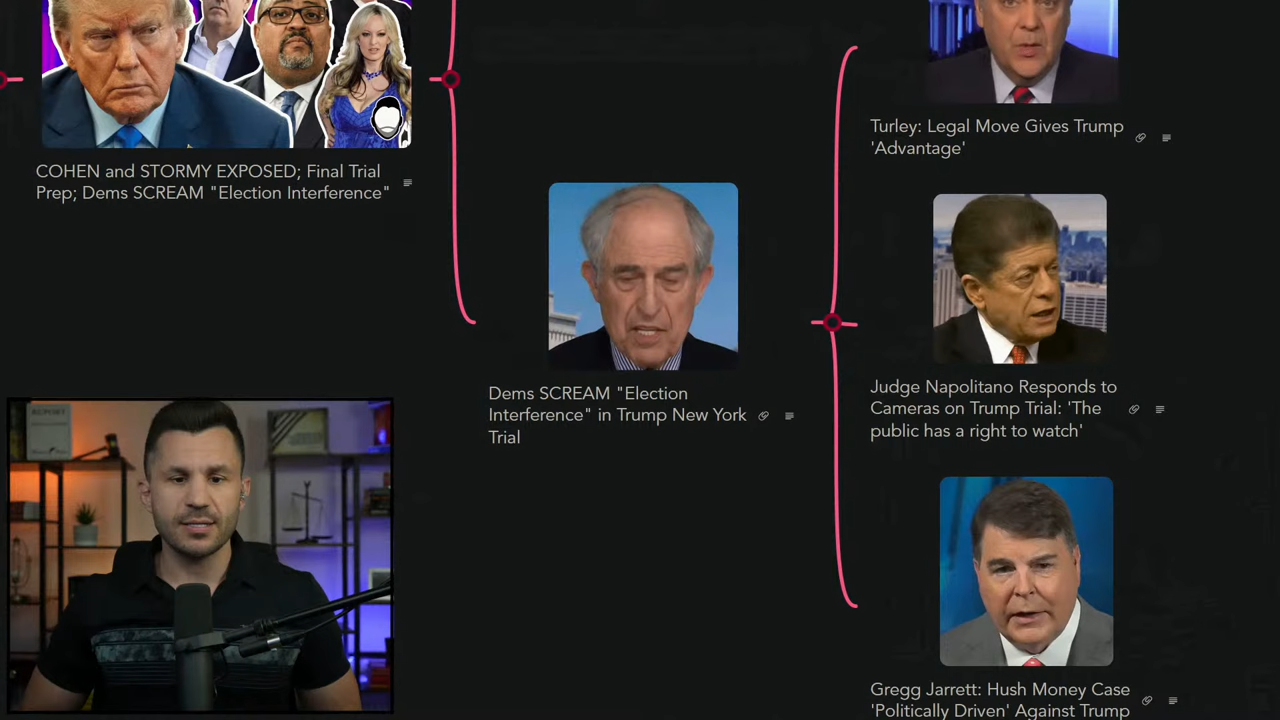 COHEN and STORMY EXPOSED; Final Trial
Prep; Dems SCREAM "Election Interference"
Dems SCREAM "Election
Interference" in Trump New York
Trial
Turley: Legal Move Gives Trump
'Advantage'
Judge Napolitano Responds to
Cameras on Trump Trial: 'The
public has a right to watch'
Gregg Jarrett: Hush Money Case
'Politically Driven' Against Trump
REPORT